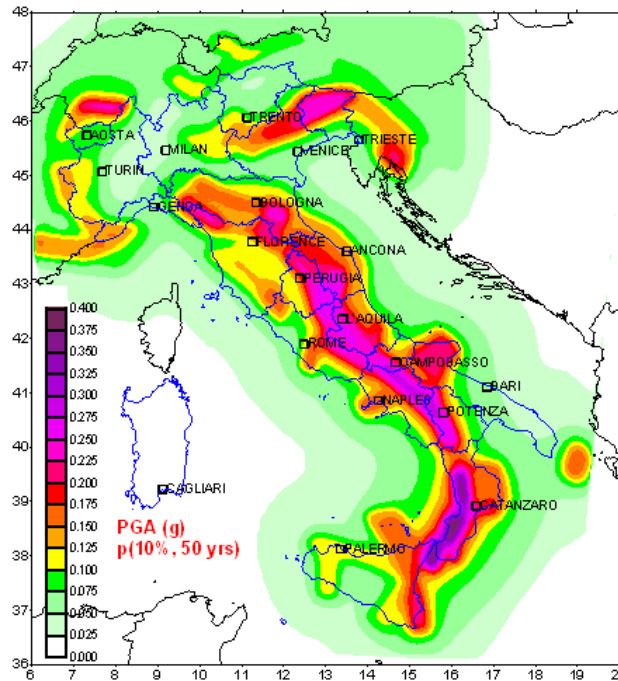 48
47
46
45
44
43
42
41
40
39
38
37
36
TRENTO
AOSTA
MILAN
VENICE
TRIESTE
TURIN
GENOA
BOLOGNA
FLORENCE
ANCONA
PERUGIA
L'AQUILA
ROME
CAMPOBASSO
BARI
NAPLES
POTENZA
CAGLIARI
CATANZARO
PALERMO
0.400
0.375
0.350
0.325
0.300
0.275
0.250
0.225
0.200
0.175
0.150
0.125
0.100
0.075
0.050
0.025
0.000
PGA (g)
p(10%, 50 yrs)
6 7 8 9 10 11 12 13 14 15 16 17 18 19